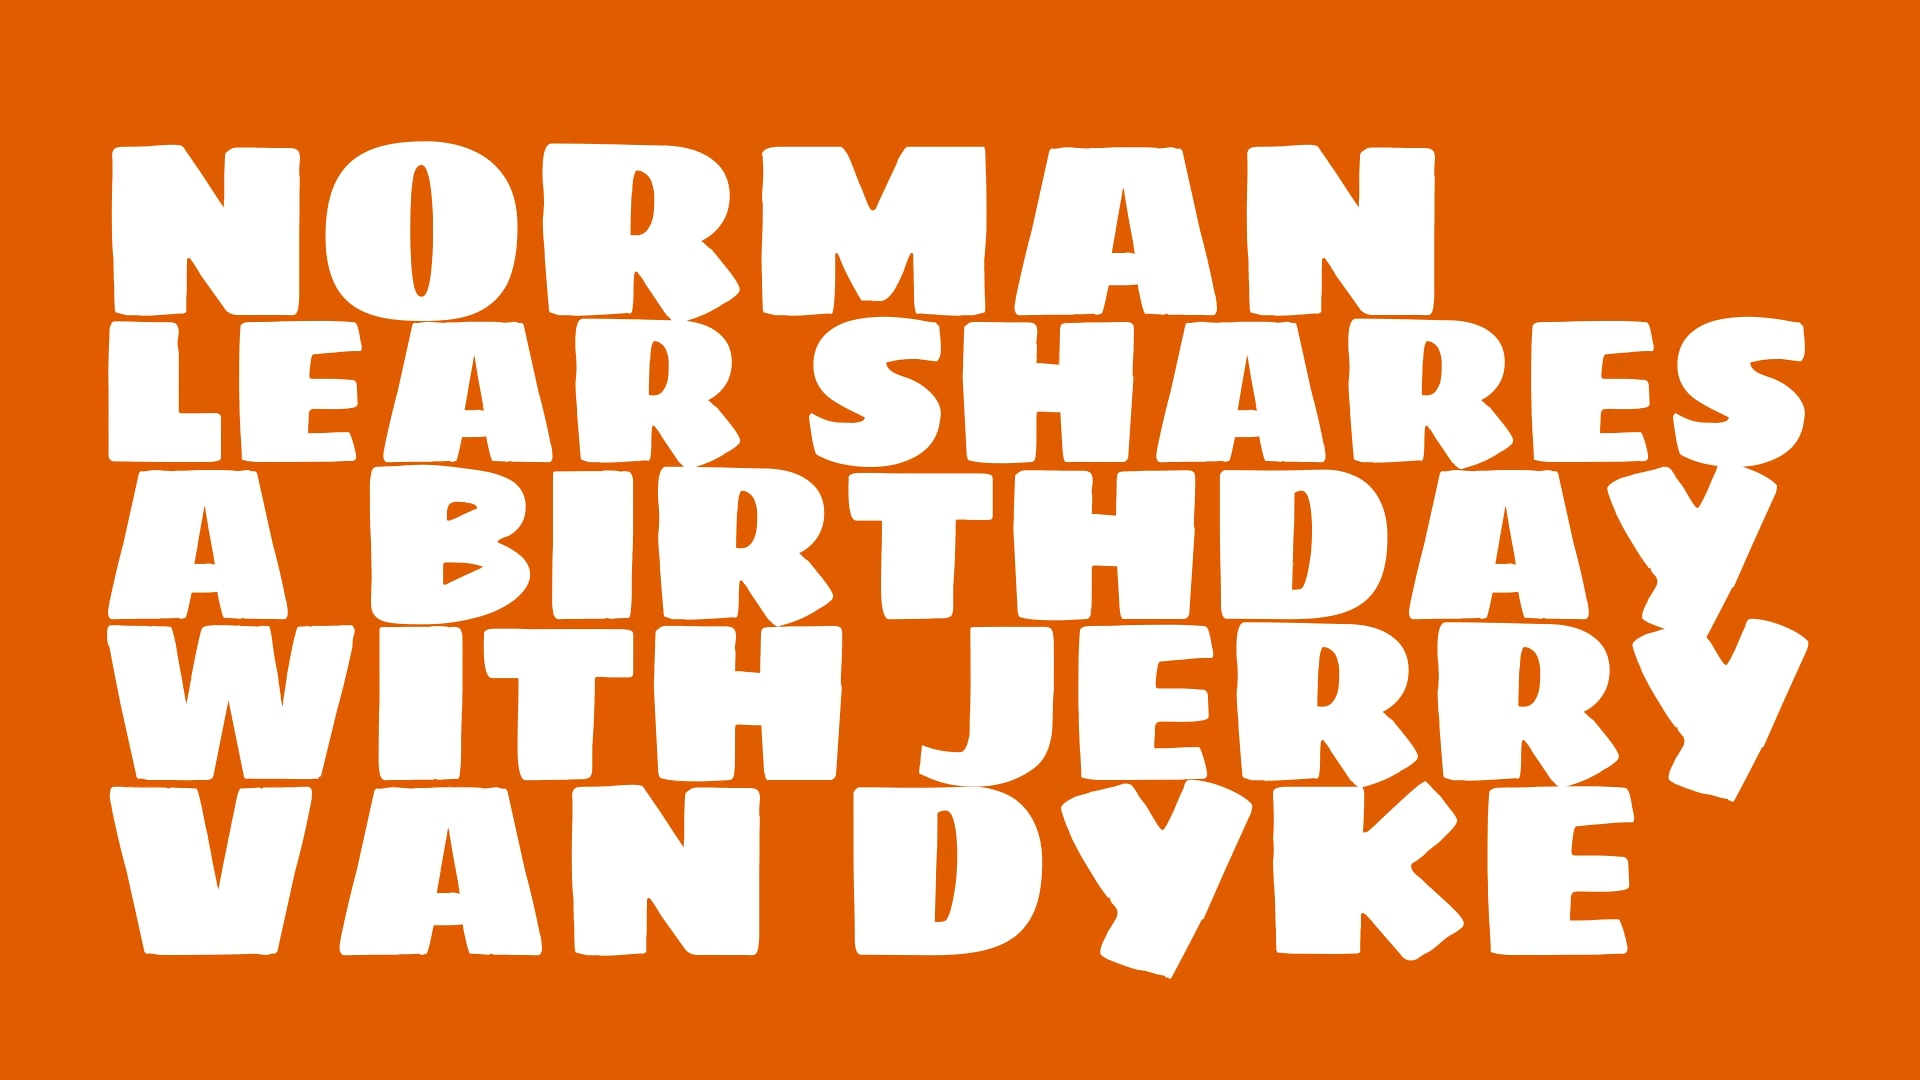 NORMAN
LEAR SHARES
A BIRTHDAY
WITH JERRY
VAN DYKE